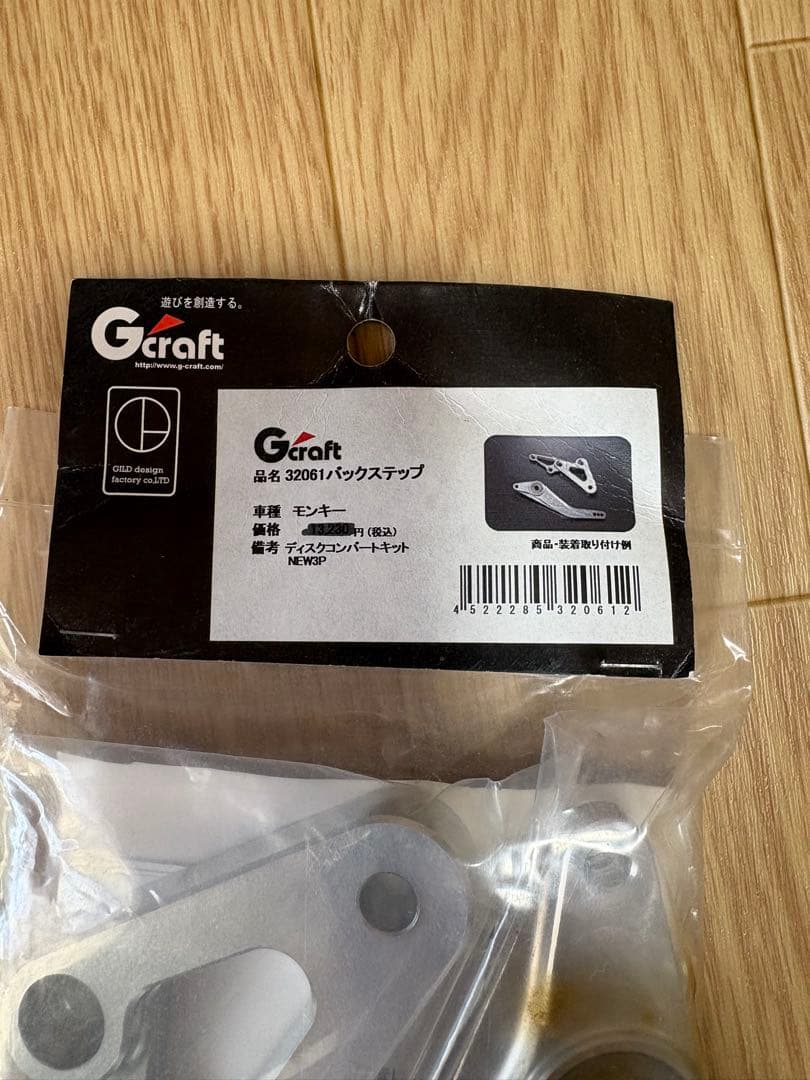 遊びを創造する。
Gcraft
http://www.g-craft.com/
GILD design
factory co,LTD
Gcraft
品名 32061バックステップ
車種 モンキー
価格 13,230円(税込)
備考 ディスクコンバートキット
NEW3P
商品・装着取り付け例
4 522285 320612